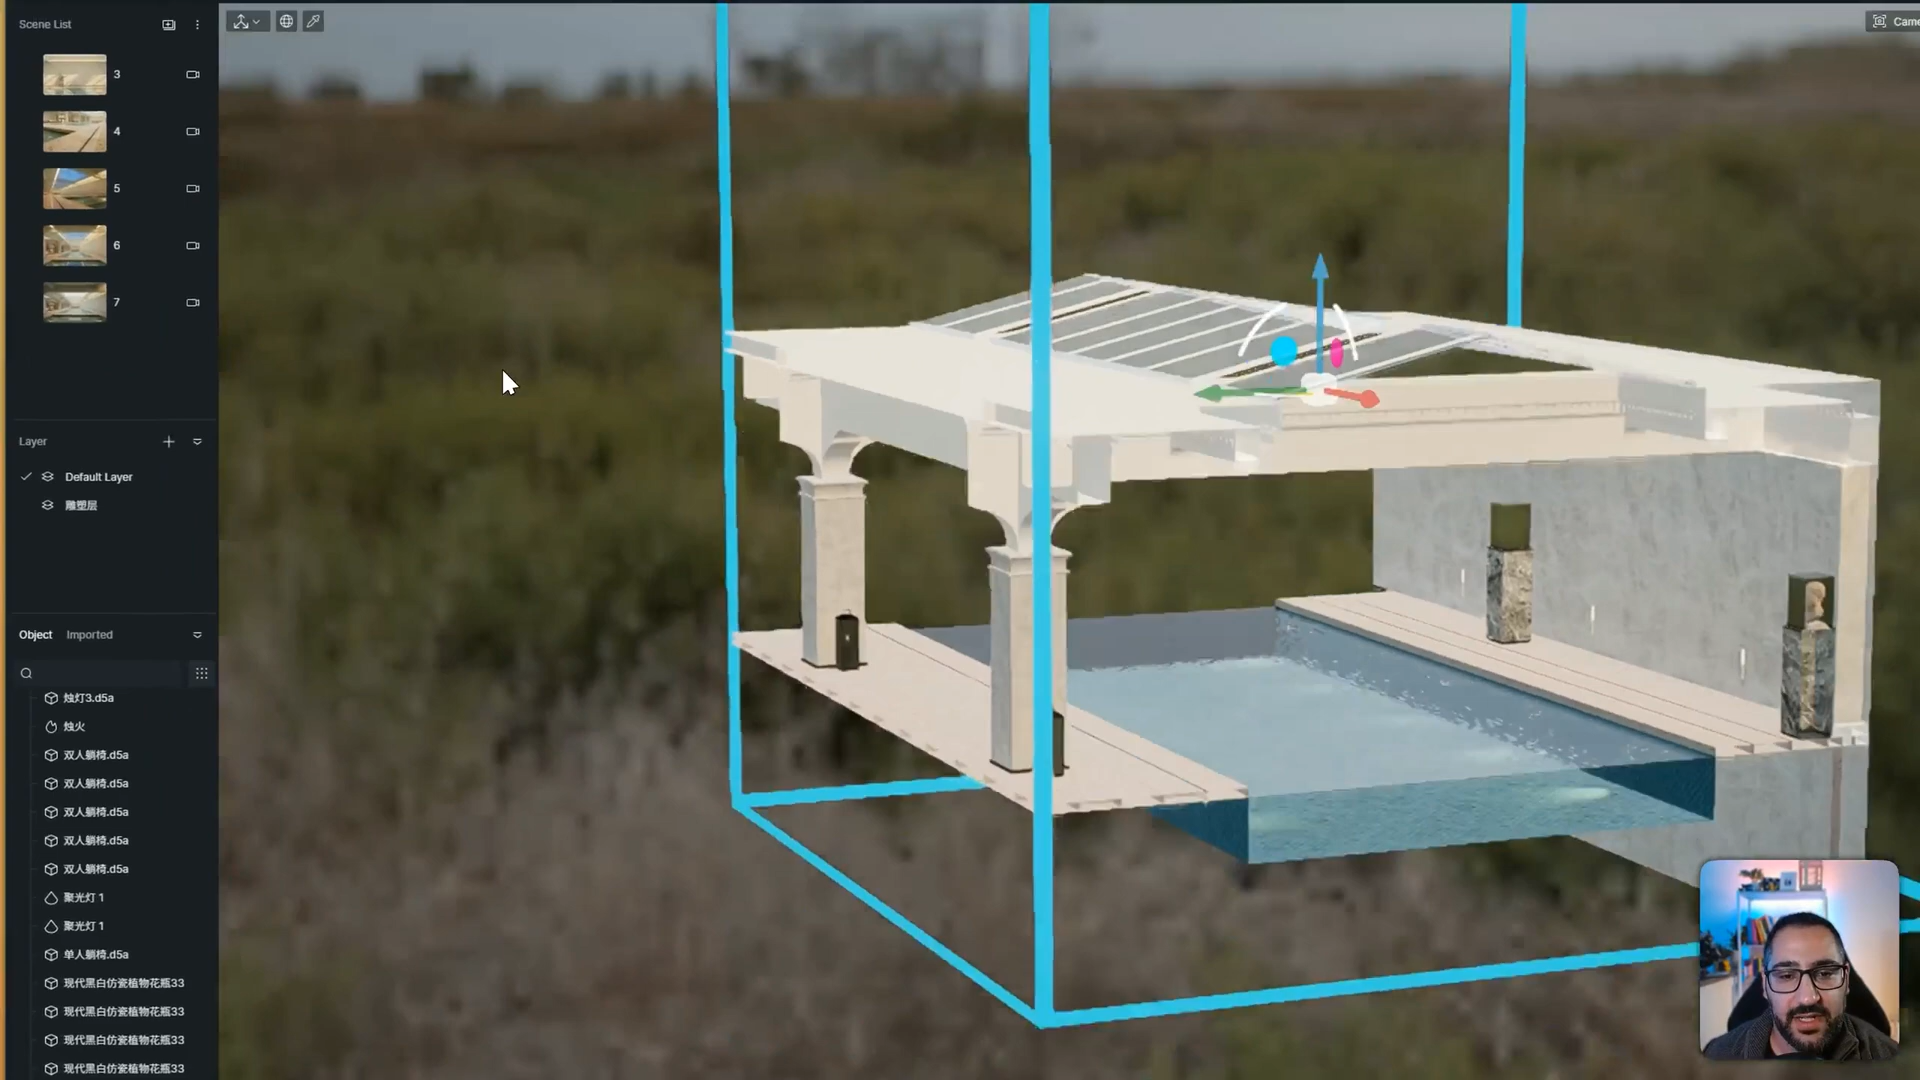 Scene List
Came
3
4
5
6
7
Layer
Default Layer
雕塑层
Object Imported
烛灯3.d5a
烛火
双人躺椅.d5a
双人躺椅.d5a
双人躺椅.d5a
双人躺椅.d5a
双人躺椅.d5a
聚光灯 1
聚光灯 1
单人躺椅.d5a
现代黑白仿瓷植物花瓶33
现代黑白仿瓷植物花瓶33
现代黑白仿瓷植物花瓶33
现代黑白仿瓷植物花瓶33